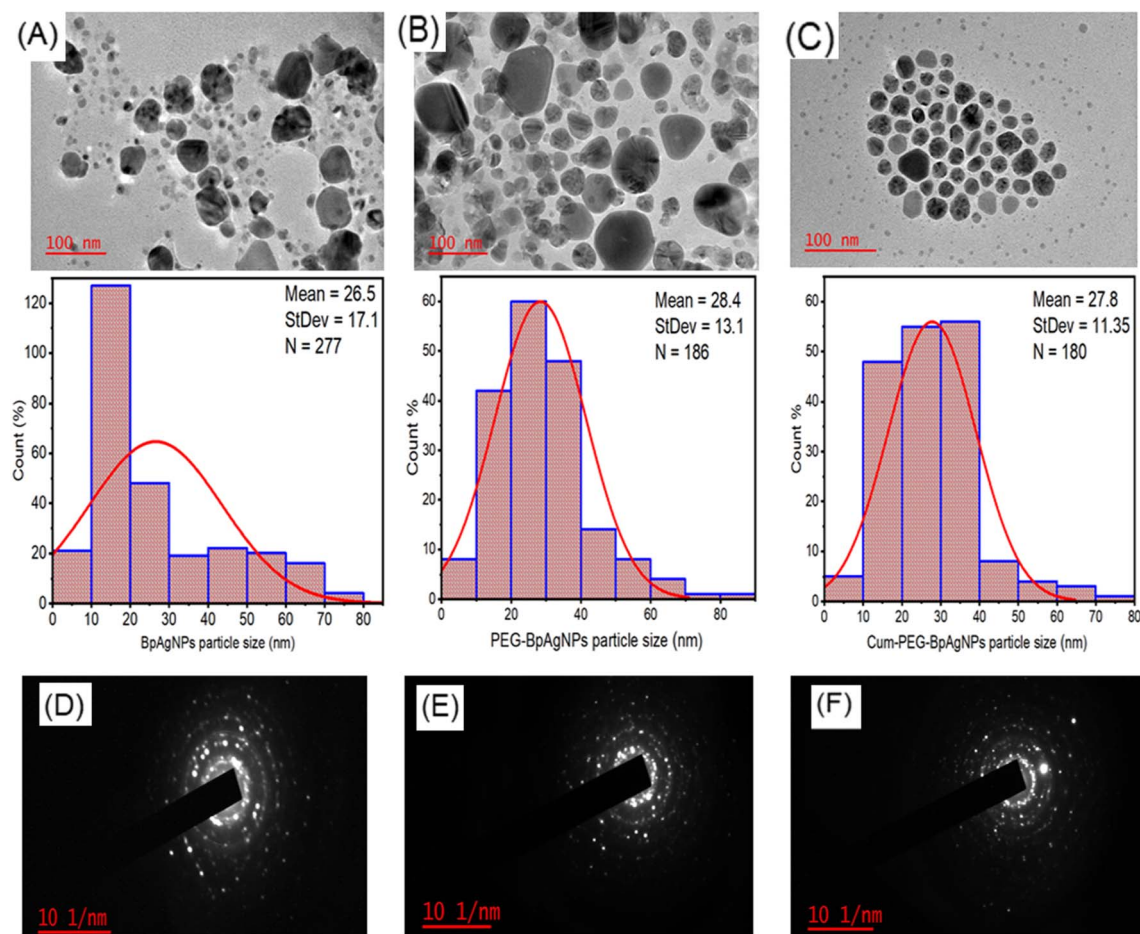 (A)
100 nm
(B)
100 nm
(C)
100 nm
Count (%)
120
100
80
60
40
20
0
0 10 20 30 40 50 60 70 80
BpAgNPs particle size (nm)
Mean = 26.5
StDev = 17.1
N = 277
Count %
60
50
40
30
20
10
0
0 20 40 60 80
PEG-BpAgNPs particle size (nm)
Mean = 28.4
StDev = 13.1
N = 186
Count %
60
50
40
30
20
10
0
0 10 20 30 40 50 60 70 80
Cum-PEG-BpAgNPs particle size (nm)
Mean = 27.8
StDev = 11.35
N = 180
(D)
10 1/nm
(E)
10 1/nm
(F)
10 1/nm